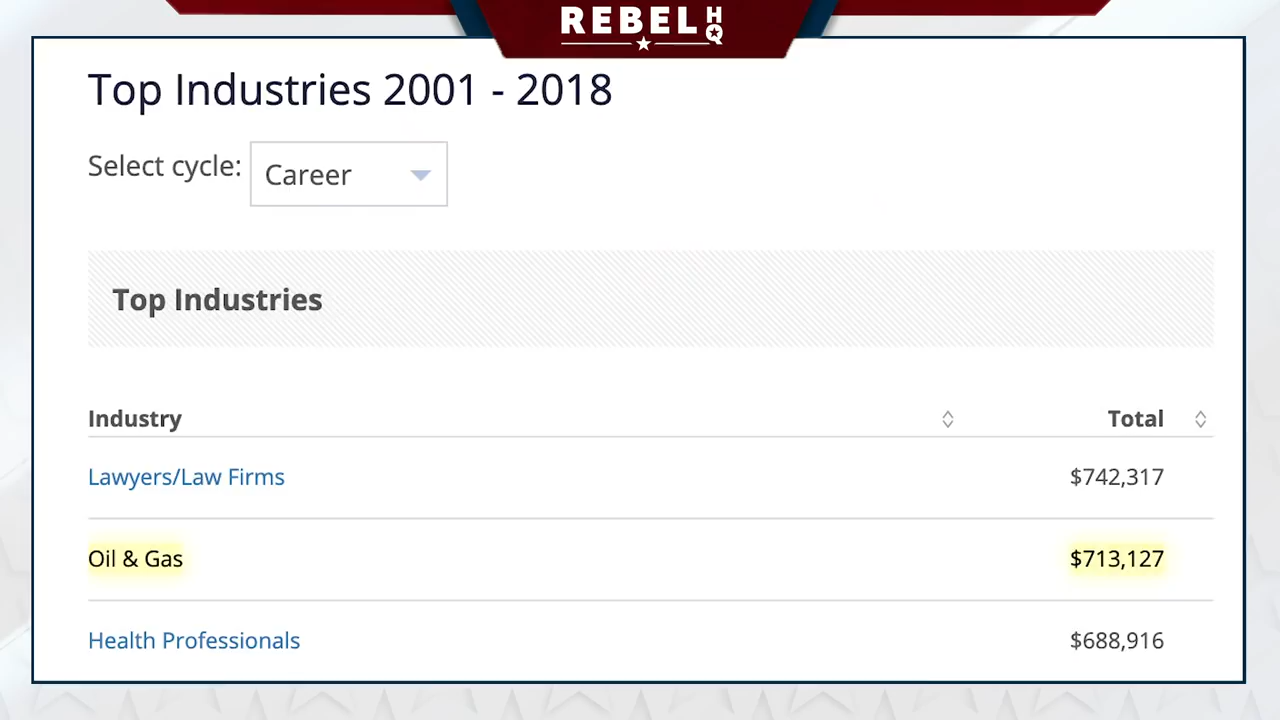 REBEL HQ
Top Industries 2001 - 2018
Select cycle: Career
Top Industries
Industry Total
Lawyers/Law Firms $742,317
Oil & Gas $713,127
Health Professionals $688,916